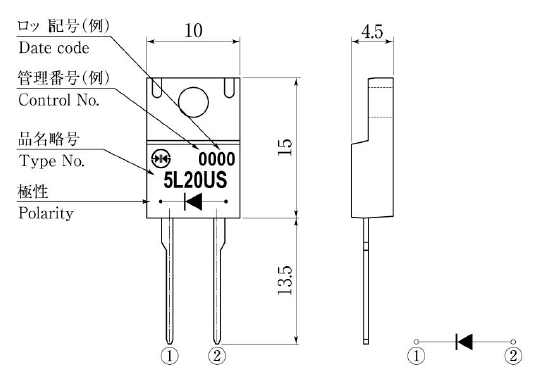 ロッ 記号(例)
Date code
管理番号(例)
Control No.
品名略号
Type No.
極性
Polarity
10
4.5
0000
5L20US
15
13.5
① ②
① ②